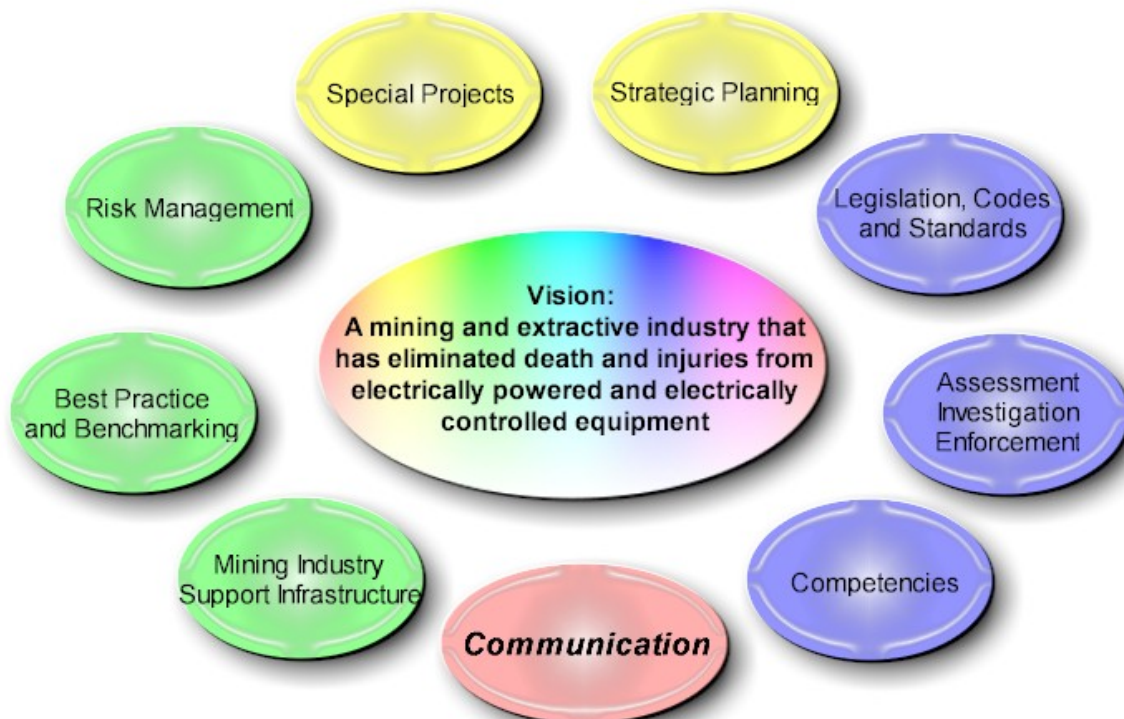 Special Projects
Strategic Planning
Risk Management
Legislation, Codes
and Standards
Vision:
A mining and extractive industry that
has eliminated death and injuries from
electrically powered and electrically
controlled equipment
Best Practice
and Benchmarking
Assessment
Investigation
Enforcement
Mining Industry
Support Infrastructure
Competencies
Communication